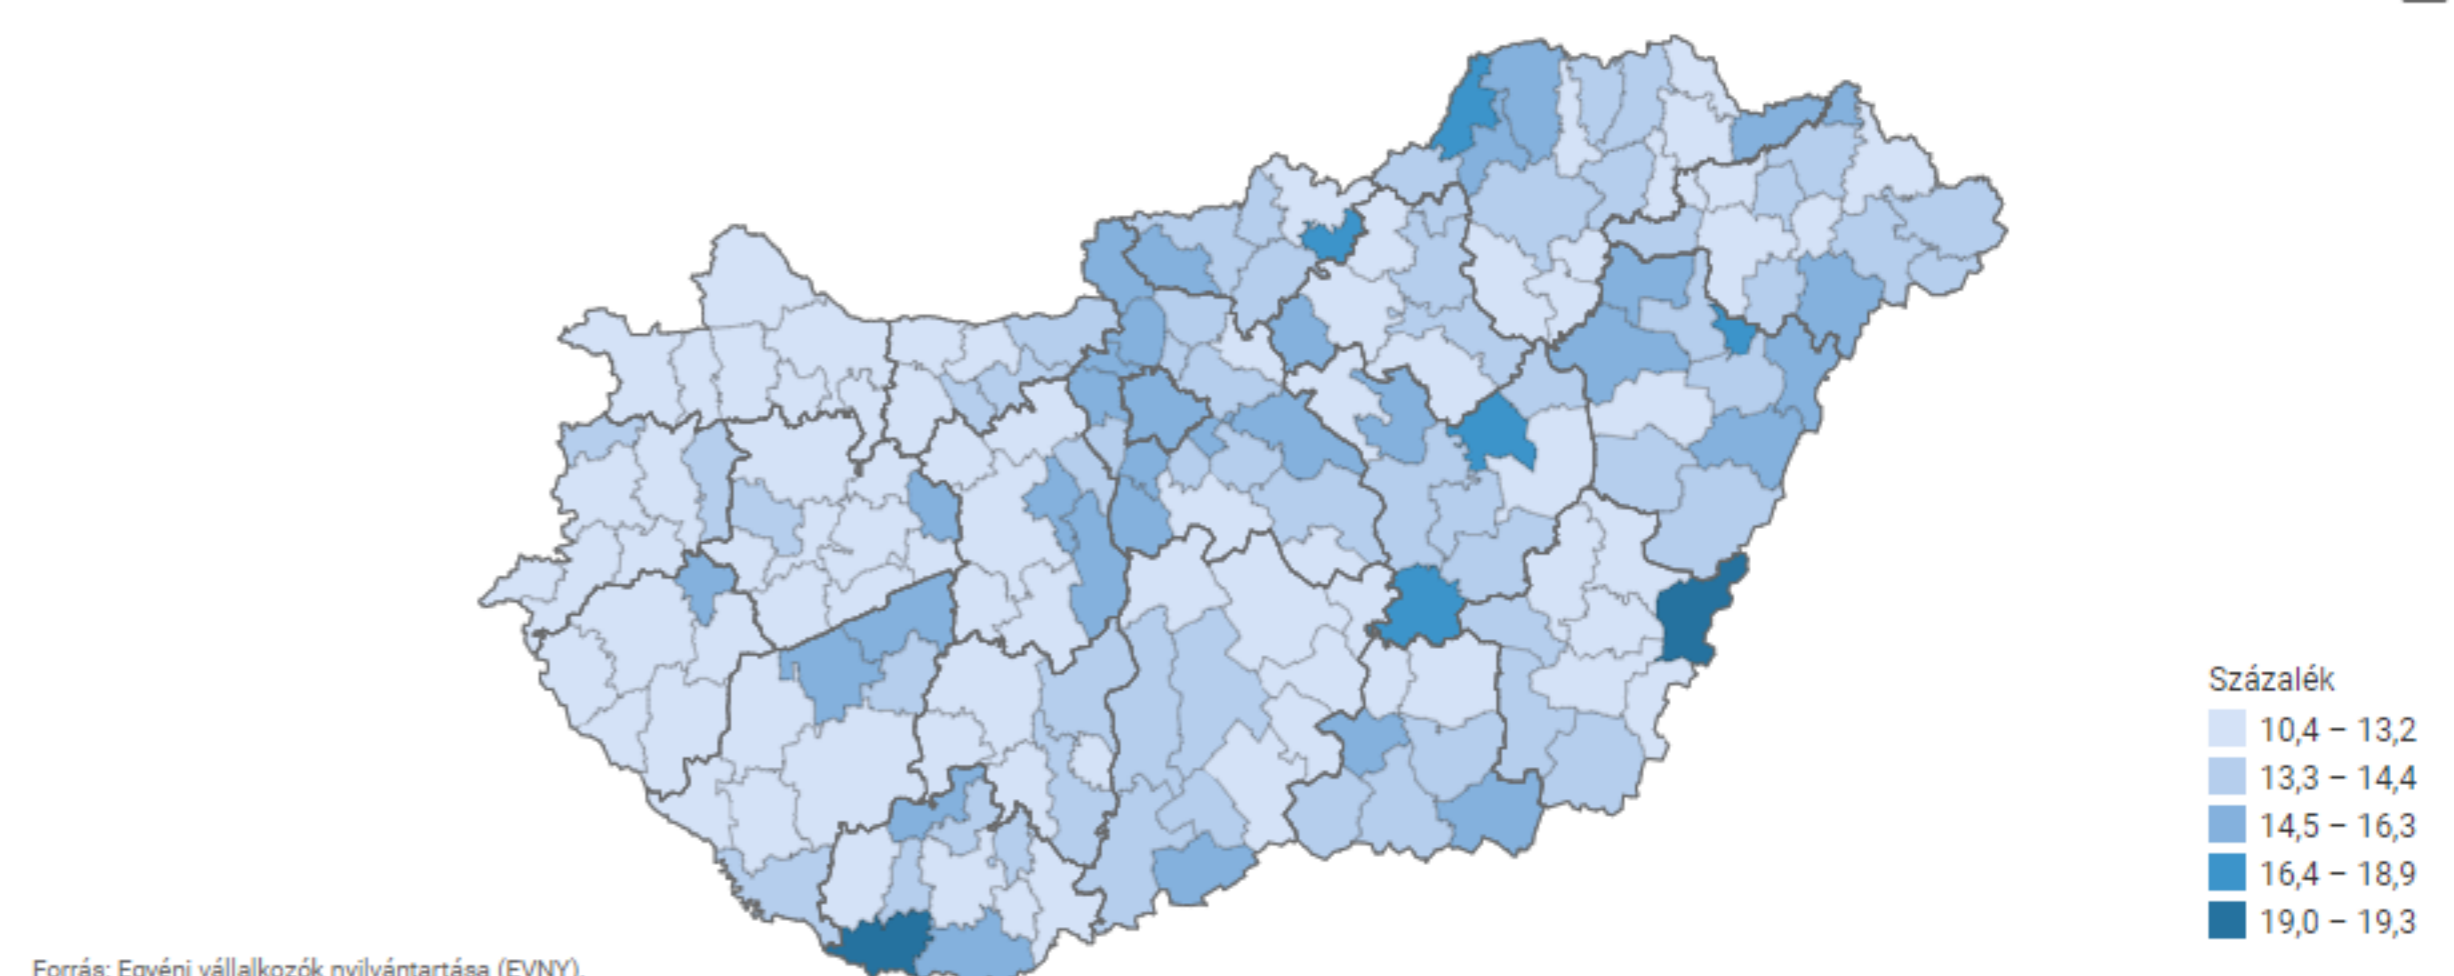 Százalék
10,4 – 13,2
13,3 – 14,4
14,5 – 16,3
16,4 – 18,9
19,0 – 19,3
Forrás: Egyéni vállalkozók nyilvántartása (EVNY).